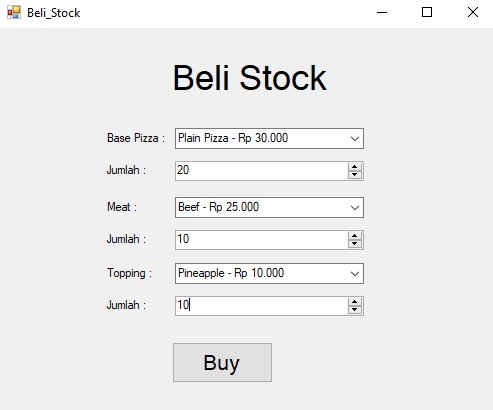 Beli_Stock
Beli Stock
Base Pizza : Plain Pizza - Rp 30.000
Jumlah : 20
Meat : Beef - Rp 25.000
Jumlah : 10
Topping : Pineapple - Rp 10.000
Jumlah : 10
Buy